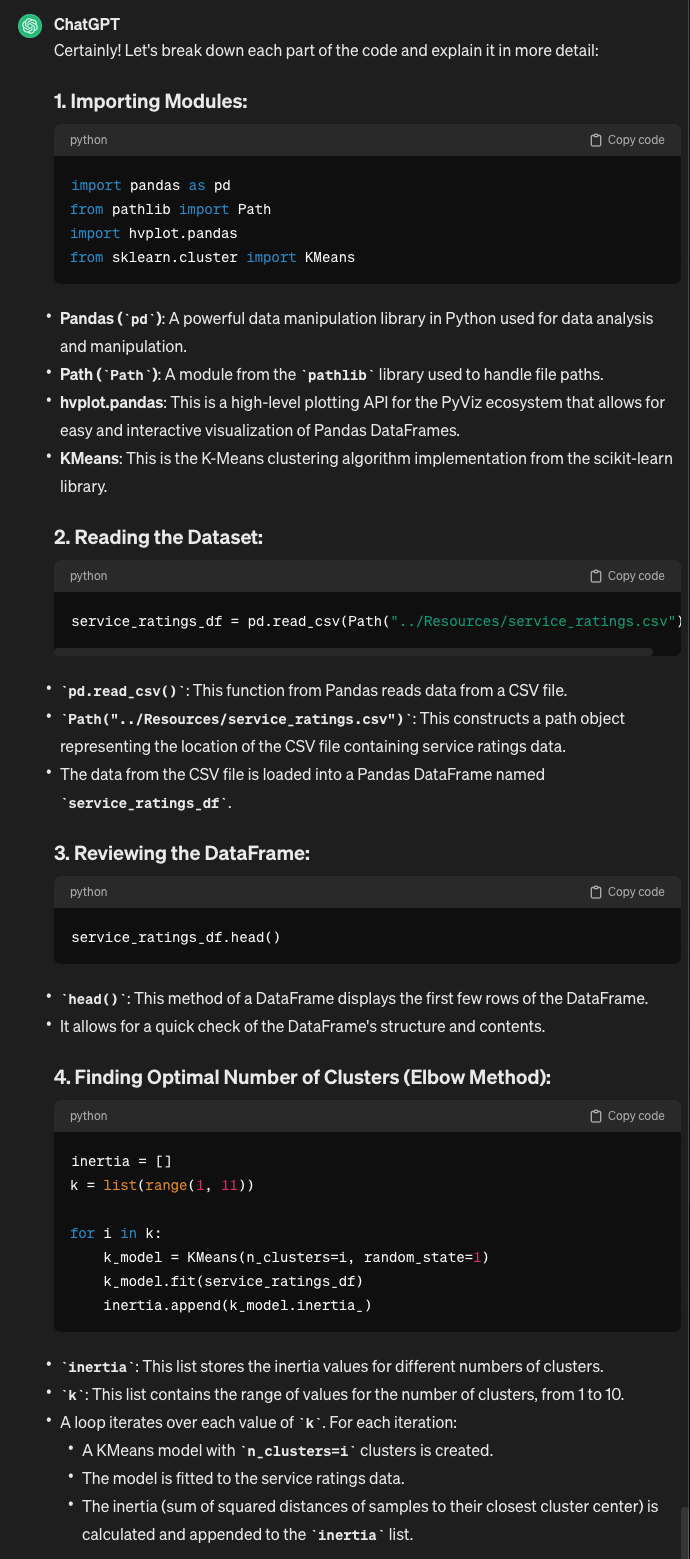 ChatGPT
Certainly! Let's break down each part of the code and explain it in more detail:
1. Importing Modules:
python Copy code
import pandas as pd
from pathlib import Path
import hvplot.pandas
from sklearn.cluster import KMeans
• Pandas (`pd`): A powerful data manipulation library in Python used for data analysis
and manipulation.
• Path (`Path`): A module from the `pathlib` library used to handle file paths.
• hvplot.pandas: This is a high-level plotting API for the PyViz ecosystem that allows for
easy and interactive visualization of Pandas DataFrames.
• KMeans: This is the K-Means clustering algorithm implementation from the scikit-learn
library.
2. Reading the Dataset:
python Copy code
service_ratings_df = pd.read_csv(Path("../Resources/service_ratings.csv")
• `pd.read_csv()`: This function from Pandas reads data from a CSV file.
• `Path("../Resources/service_ratings.csv")`: This constructs a path object
representing the location of the CSV file containing service ratings data.
• The data from the CSV file is loaded into a Pandas DataFrame named
`service_ratings_df`.
3. Reviewing the DataFrame:
python Copy code
service_ratings_df.head()
• `head()`: This method of a DataFrame displays the first few rows of the DataFrame.
• It allows for a quick check of the DataFrame's structure and contents.
4. Finding Optimal Number of Clusters (Elbow Method):
python Copy code
inertia = []
k = list(range(1, 11))
for i in k:
    k_model = KMeans(n_clusters=i, random_state=1)
    k_model.fit(service_ratings_df)
    inertia.append(k_model.inertia_)
• `inertia`: This list stores the inertia values for different numbers of clusters.
• `k`: This list contains the range of values for the number of clusters, from 1 to 10.
• A loop iterates over each value of `k`. For each iteration:
• A KMeans model with `n_clusters=i` clusters is created.
• The model is fitted to the service ratings data.
• The inertia (sum of squared distances of samples to their closest cluster center) is
calculated and appended to the `inertia` list.